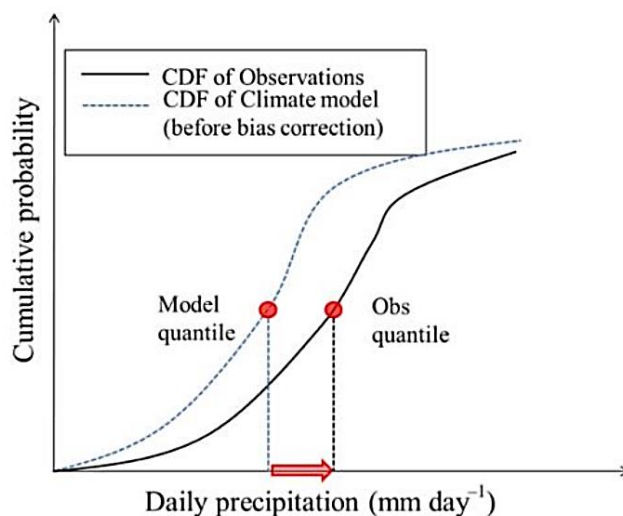 CDF of Observations
CDF of Climate model
(before bias correction)
Cumulative probability
Model
quantile
Obs
quantile
Daily precipitation (mm day⁻¹)